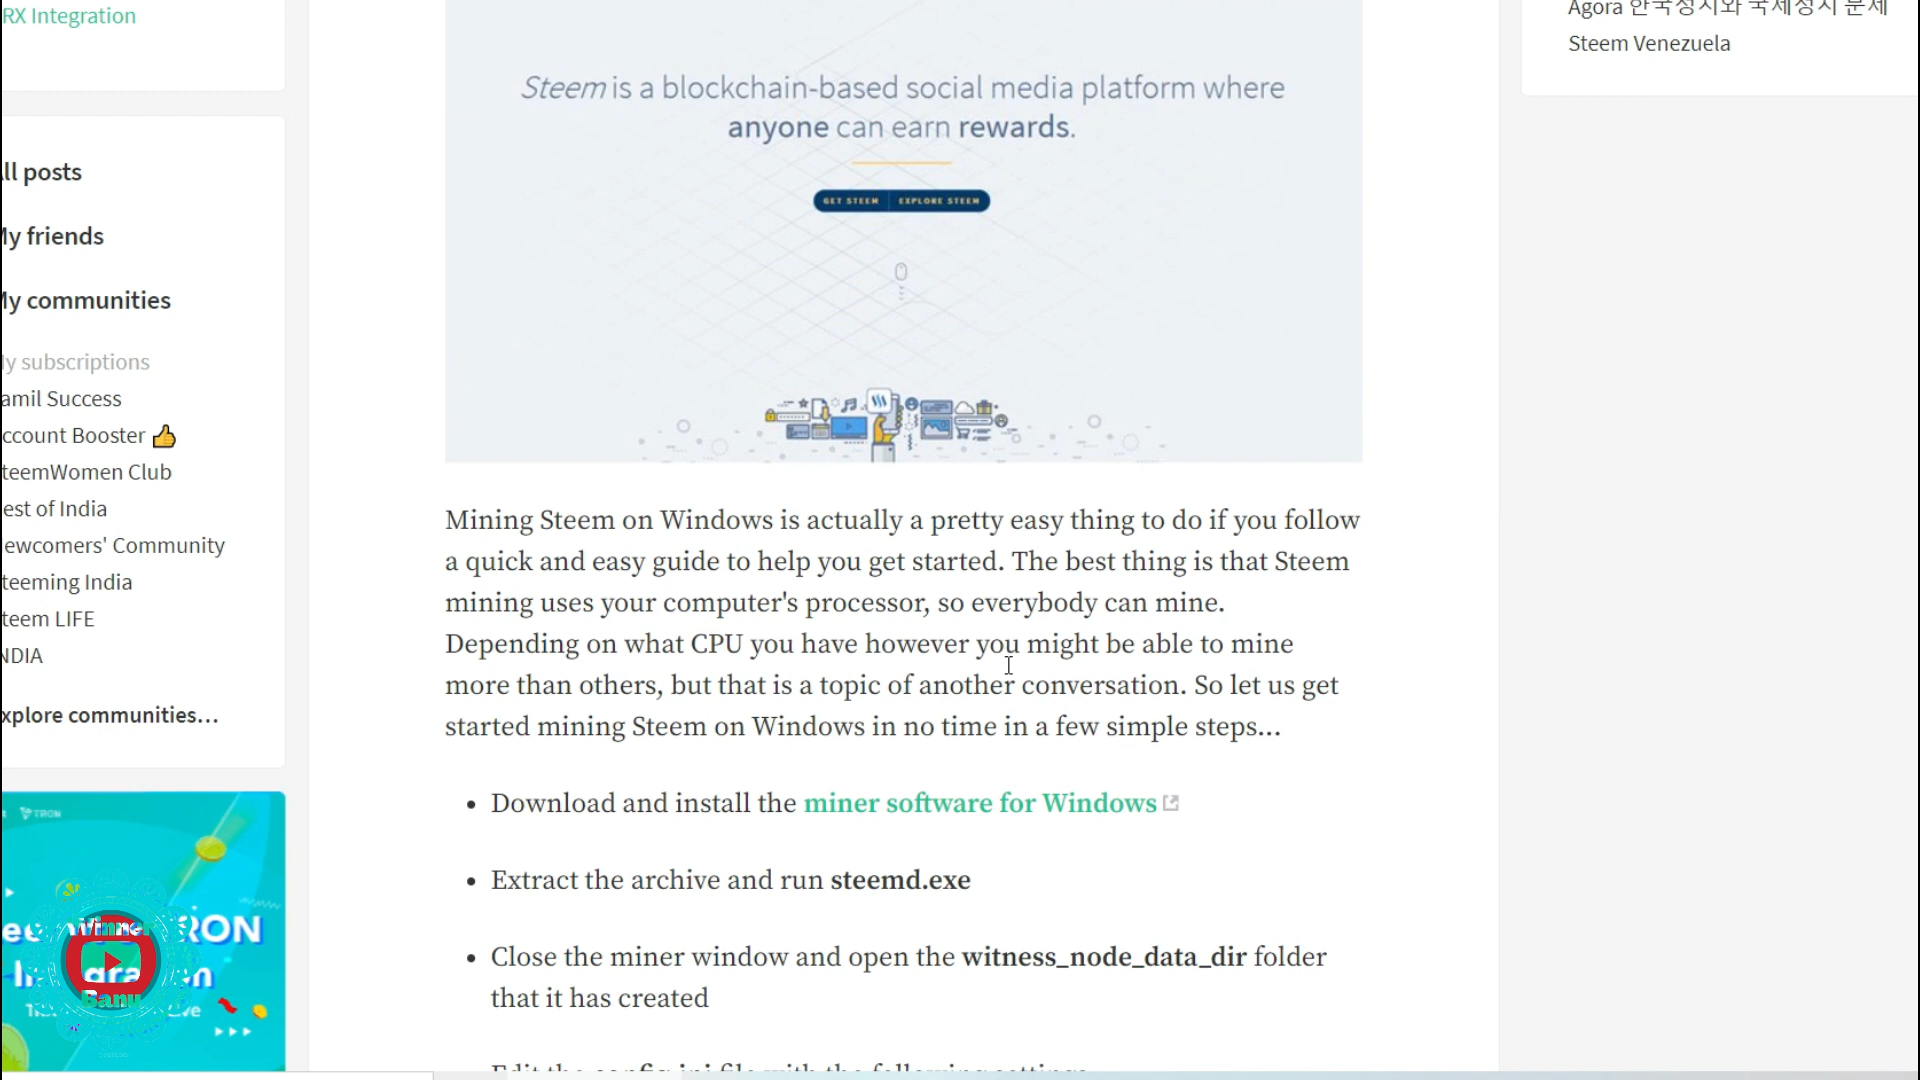 RX Integration
ll posts
y friends
y communities
y subscriptions
amil Success
ccount Booster 👍
teemWomen Club
est of India
ewcomers' Community
teeming India
teem LIFE
NDIA
xplore communities...
TRON
RON
Winner
Banu
Steem is a blockchain-based social media platform where
anyone can earn rewards.
GET STEEM EXPLORE STEEM
Mining Steem on Windows is actually a pretty easy thing to do if you follow
a quick and easy guide to help you get started. The best thing is that Steem
mining uses your computer's processor, so everybody can mine.
Depending on what CPU you have however you might be able to mine
more than others, but that is a topic of another conversation. So let us get
started mining Steem on Windows in no time in a few simple steps...
• Download and install the miner software for Windows
• Extract the archive and run steemd.exe
• Close the miner window and open the witness_node_data_dir folder
that it has created
Edit the config.ini file with the following settings
Agora 한국정치와 국제정치 문제
Steem Venezuela